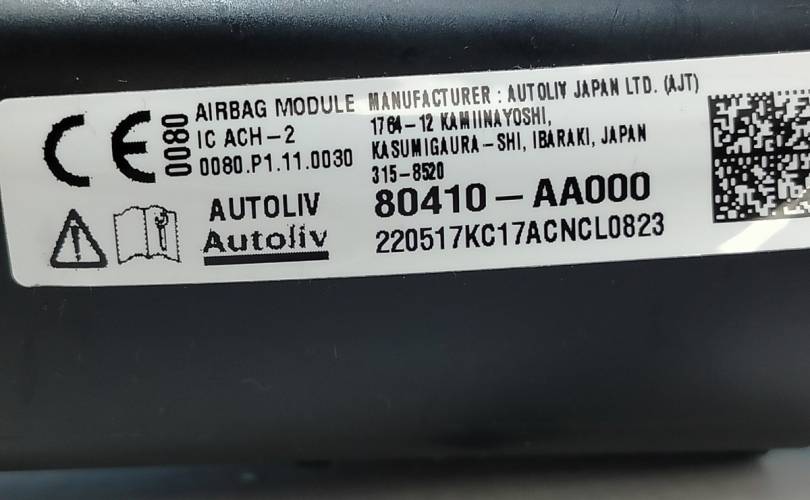 CE 0080
AIRBAG MODULE
IC ACH-2
0080.P1.11.0030
AUTOLIV
Autoliv
MANUFACTURER : AUTOLIV JAPAN LTD. (AJT)
1764-12 KAMIINAYOSHI,
KASUMIGAURA-SHI, IBARAKI, JAPAN
315-8520
80410-AA000
220517KC17ACNCL0823